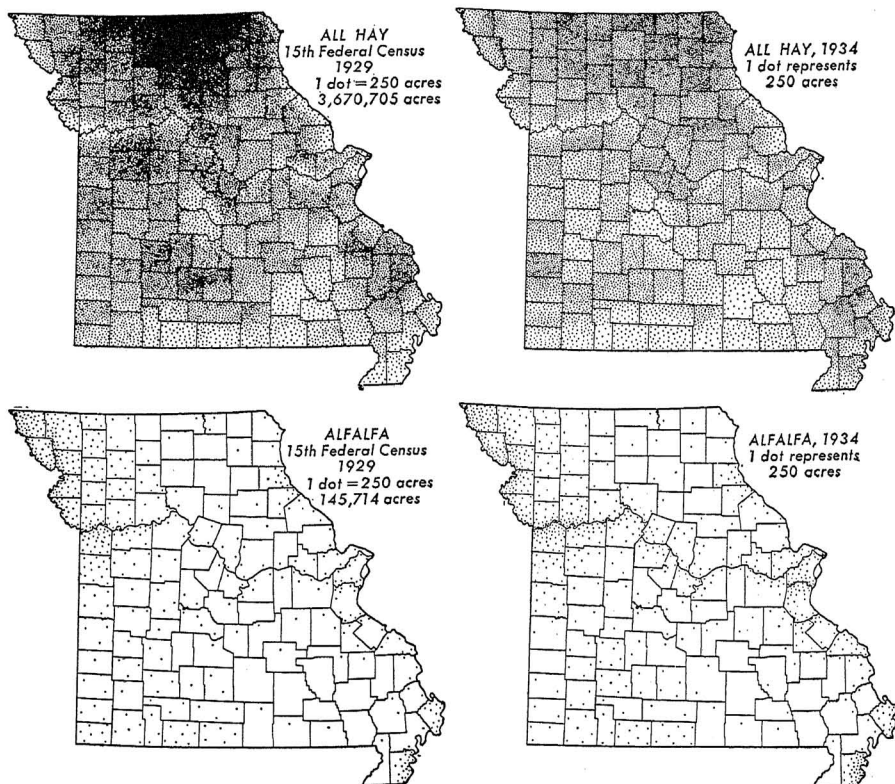 ALL HAY
15th Federal Census
1929
1 dot = 250 acres
3,670,705 acres
ALL HAY, 1934
1 dot represents
250 acres
ALFALFA
15th Federal Census
1929
1 dot = 250 acres
145,714 acres
ALFALFA, 1934
1 dot represents
250 acres